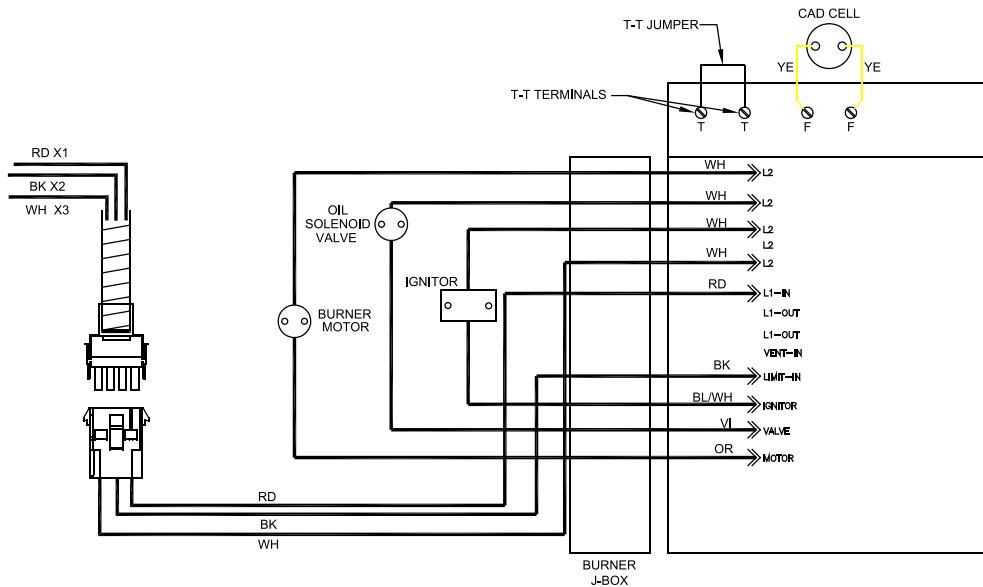 CAD CELL
T-T JUMPER
YE
YE
T-T TERMINALS
T
T
F
F
RD X1
BK X2
WH X3
WH
L2
WH
L2
OIL
SOLENOID
VALVE
WH
L2
L2
WH
L2
IGNITOR
RD
L1-IN
L1-OUT
BURNER
MOTOR
L1-OUT
VENT-IN
BK
LIMIT-IN
BL/WH
IGNITOR
VI
VALVE
OR
MOTOR
RD
BK
WH
BURNER
J-BOX